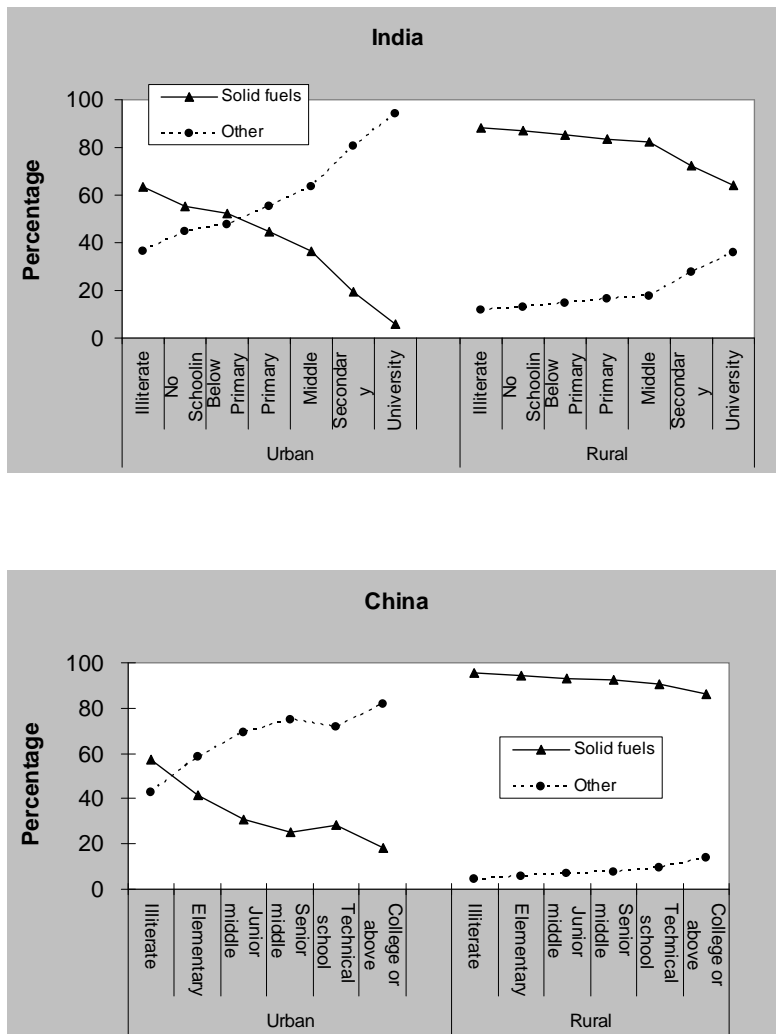 India
Solid fuels
Other
Percentage
100
80
60
40
20
0
Illiterate
No
Schoolin
Below
Primary
Primary
Middle
Secondar
y
University
Urban
Illiterate
No
Schoolin
Below
Primary
Primary
Middle
Secondar
y
University
Rural
China
Solid fuels
Other
Percentage
100
80
60
40
20
0
Illiterate
Elementary
Junior
middle
Senior
middle
Technical
school
College or
above
Urban
Illiterate
Elementary
Junior
middle
Senior
middle
Technical
school
College or
above
Rural